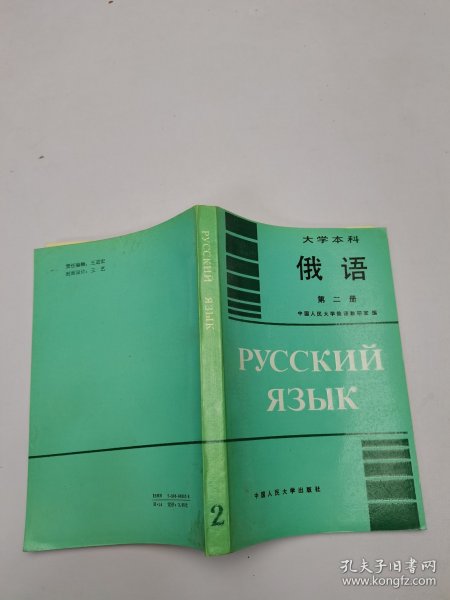 大学本科
俄语
第二册
中国人民大学俄语教研室 编
РУССКИЙ
ЯЗЫК
中国人民大学出版社
РУССКИЙ ЯЗЫК
2
孔夫子旧书网
www.kongfz.com